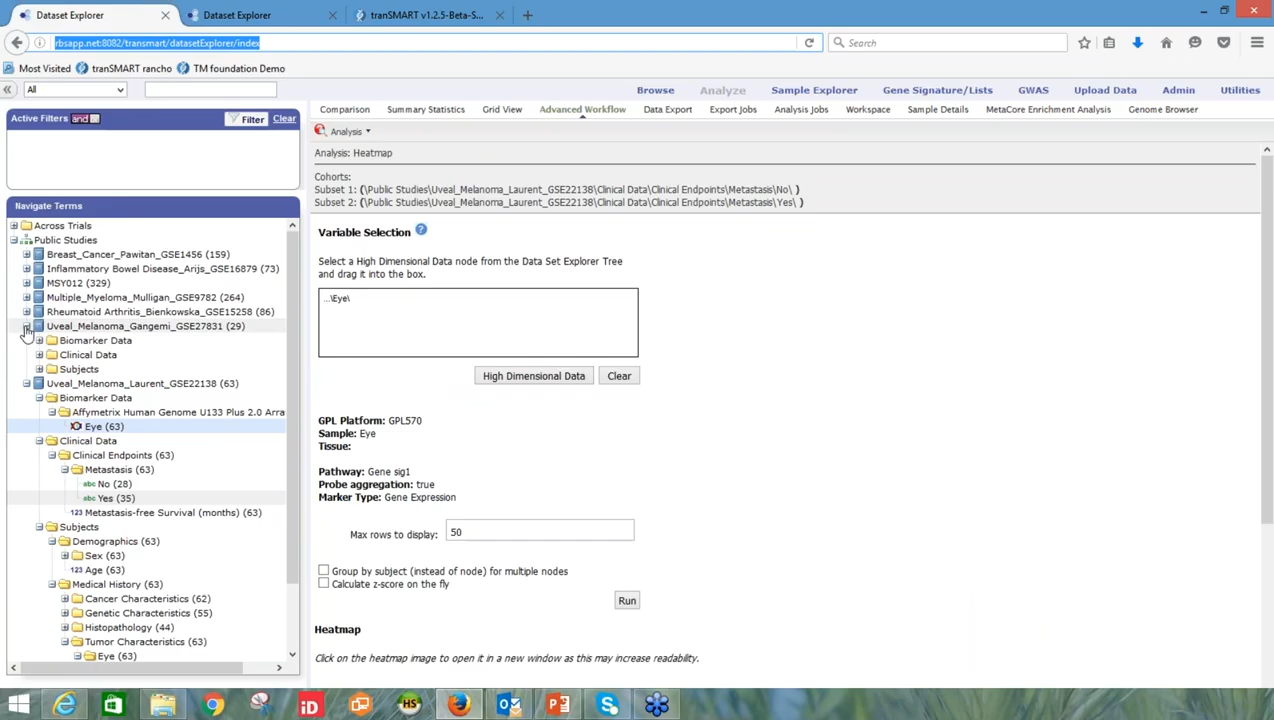 Dataset Explorer
Dataset Explorer
tranSMART v1.2.5-Beta-S...
rbsapp.net:8082/transmart/datasetExplorer/index
Search
Most Visited
tranSMART rancho
TM foundation Demo
All
Browse
Analyze
Sample Explorer
Gene Signature/Lists
GWAS
Upload Data
Admin
Utilities
Active Filters and
Filter
Clear
Comparison
Summary Statistics
Grid View
Advanced Workflow
Data Export
Export Jobs
Analysis Jobs
Workspace
Sample Details
MetaCore Enrichment Analysis
Genome Browser
Analysis
Analysis: Heatmap
Cohorts:
Subset 1: (\Public Studies\Uveal_Melanoma_Laurent_GSE22138\Clinical Data\Clinical Endpoints\Metastasis\No\ )
Subset 2: (\Public Studies\Uveal_Melanoma_Laurent_GSE22138\Clinical Data\Clinical Endpoints\Metastasis\Yes\ )
Navigate Terms
Across Trials
Public Studies
Breast_Cancer_Pawitan_GSE1456 (159)
Inflammatory Bowel Disease_Arijs_GSE16879 (73)
MSY012 (329)
Multiple_Myeloma_Mulligan_GSE9782 (264)
Rheumatoid Arthritis_Bienkowska_GSE15258 (86)
Uveal_Melanoma_Gangemi_GSE27831 (29)
Biomarker Data
Clinical Data
Subjects
Uveal_Melanoma_Laurent_GSE22138 (63)
Biomarker Data
Affymetrix Human Genome U133 Plus 2.0 Arra
Eye (63)
Clinical Data
Clinical Endpoints (63)
Metastasis (63)
abc No (28)
abc Yes (35)
123 Metastasis-free Survival (months) (63)
Subjects
Demographics (63)
Sex (63)
123 Age (63)
Medical History (63)
Cancer Characteristics (62)
Genetic Characteristics (55)
Histopathology (44)
Tumor Characteristics (63)
Eye (63)
Variable Selection
Select a High Dimensional Data node from the Data Set Explorer Tree
and drag it into the box.
...\Eye\
High Dimensional Data
Clear
GPL Platform: GPL570
Sample: Eye
Tissue:
Pathway: Gene sig1
Probe aggregation: true
Marker Type: Gene Expression
Max rows to display: 50
Group by subject (instead of node) for multiple nodes
Calculate z-score on the fly
Run
Heatmap
Click on the heatmap image to open it in a new window as this may increase readability.
iD
HS